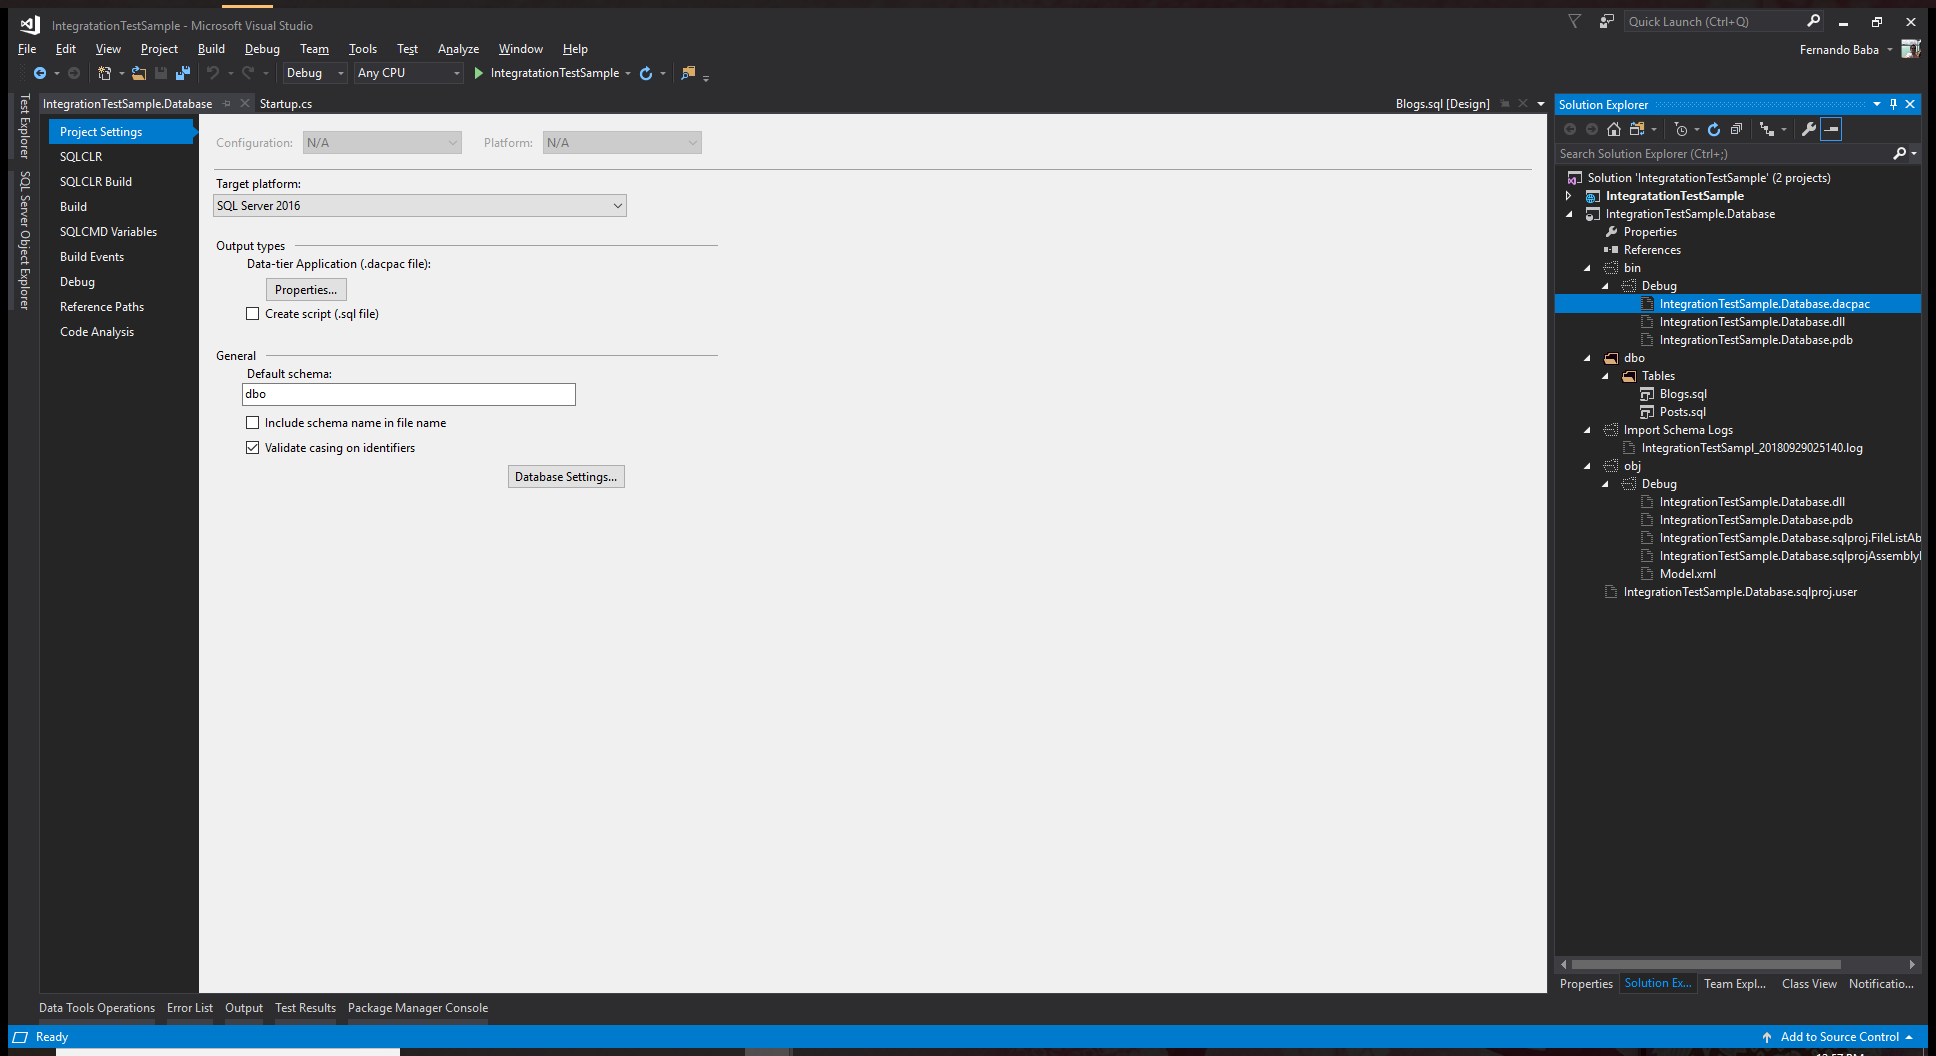 IntegratationTestSample - Microsoft Visual Studio
Quick Launch (Ctrl+Q)
File Edit View Project Build Debug Team Tools Test Analyze Window Help
Fernando Baba
Debug Any CPU IntegratationTestSample
Test Explorer
SQL Server Object Explorer
IntegrationTestSample.Database Startup.cs Blogs.sql [Design]
Project Settings
SQLCLR
SQLCLR Build
Build
SQLCMD Variables
Build Events
Debug
Reference Paths
Code Analysis
Configuration: N/A Platform: N/A
Target platform:
SQL Server 2016
Output types
Data-tier Application (.dacpac file):
Properties...
Create script (.sql file)
General
Default schema:
dbo
Include schema name in file name
Validate casing on identifiers
Database Settings...
Solution Explorer
Search Solution Explorer (Ctrl+;)
Solution 'IntegratationTestSample' (2 projects)
IntegratationTestSample
IntegrationTestSample.Database
Properties
References
bin
Debug
IntegrationTestSample.Database.dacpac
IntegrationTestSample.Database.dll
IntegrationTestSample.Database.pdb
dbo
Tables
Blogs.sql
Posts.sql
Import Schema Logs
IntegrationTestSampl_20180929025140.log
obj
Debug
IntegrationTestSample.Database.dll
IntegrationTestSample.Database.pdb
IntegrationTestSample.Database.sqlproj.FileListAb
IntegrationTestSample.Database.sqlprojAssemblyI
Model.xml
IntegrationTestSample.Database.sqlproj.user
Properties Solution Ex... Team Expl... Class View Notificatio...
Data Tools Operations Error List Output Test Results Package Manager Console
Ready
Add to Source Control